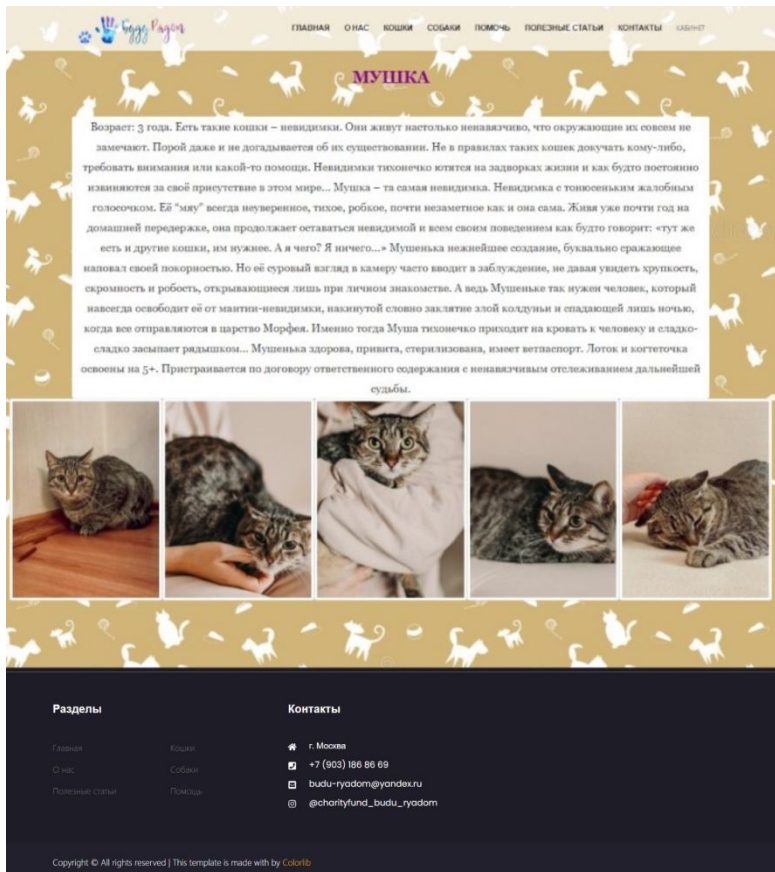 Буду Рядом
ГЛАВНАЯ О НАС КОШКИ СОБАКИ ПОМОЧЬ ПОЛЕЗНЫЕ СТАТЬИ КОНТАКТЫ КАБИНЕТ
МУШКА
Возраст: 3 года. Есть такие кошки – невидимки. Они живут настолько ненавязчиво, что окружающие их совсем не
замечают. Порой даже и не догадывается об их существовании. Не в правилах таких кошек докучать кому-либо,
требовать внимания или какой-то помощи. Невидимки тихонечко ютятся на задворках жизни и как будто постоянно
извиняются за своё присутствие в этом мире... Мушка – та самая невидимка. Невидимка с тонюсеньким жалобным
голосочком. Её "мяу" всегда неуверенное, тихое, робкое, почти незаметное как и она сама. Живя уже почти год на
домашней передержке, она продолжает оставаться невидимой и всем своим поведением как будто говорит: «тут же
есть и другие кошки, им нужнее. А я чего? Я ничего...» Мушенька нежнейшее создание, буквально сражающее
наповал своей покорностью. Но её суровый взгляд в камеру часто вводит в заблуждение, не давая увидеть хрупкость,
скромность и робость, открывающиеся лишь при личном знакомстве. А ведь Мушеньке так нужен человек, который
навсегда освободит её от мантии-невидимки, накинутой словно заклятие злой колдуньи и спадающей лишь ночью,
когда все отправляются в царство Морфея. Именно тогда Муша тихонечко приходит на кровать к человеку и сладко-
сладко засыпает рядышком... Мушенька здорова, привита, стерилизована, имеет ветпаспорт. Лоток и когтеточка
освоены на 5+. Пристраивается по договору ответственного содержания с ненавязчивым отслеживанием дальнейшей
судьбы.
Разделы
Контакты
Главная Кошки
О нас Собаки
Полезные статьи Помощь
г. Москва
+7 (903) 186 86 69
budu-ryadom@yandex.ru
@charityfund_budu_ryadom
Copyright © All rights reserved | This template is made with by Colorlib